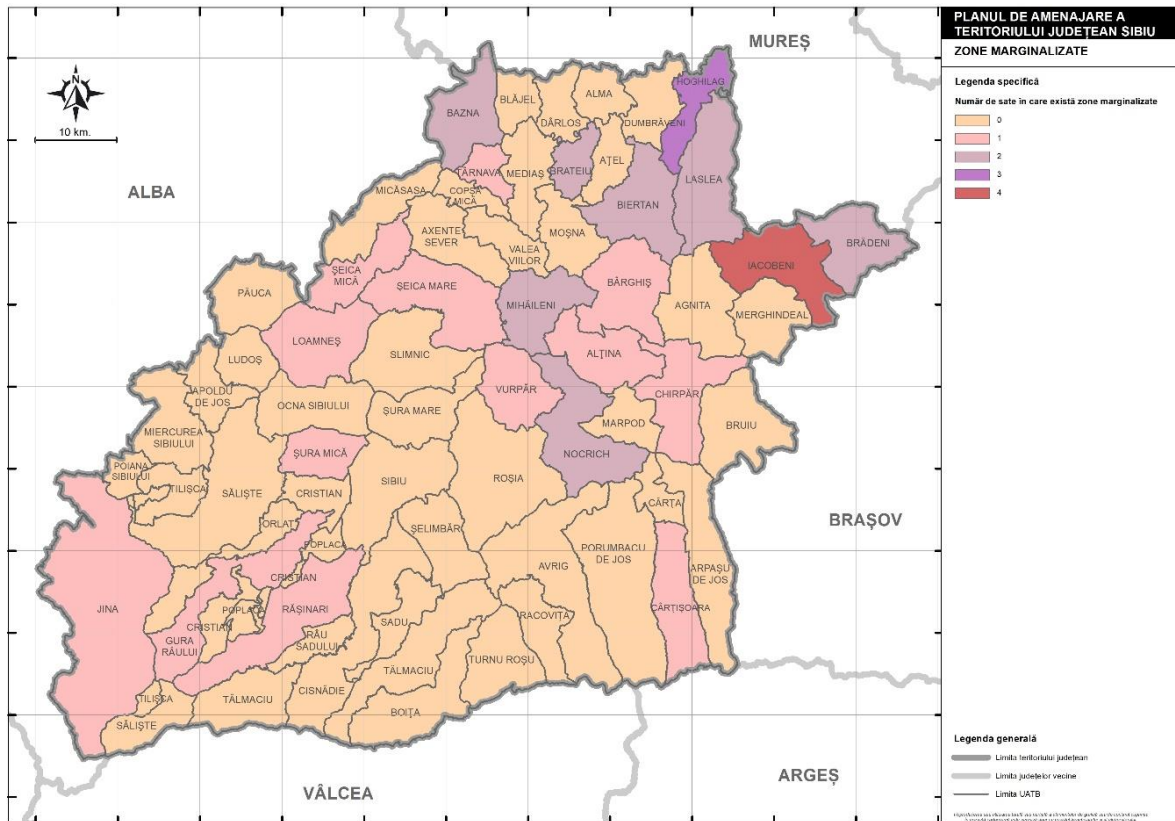 PLANUL DE AMENAJARE A
TERITORIULUI JUDEȚEAN SIBIU
ZONE MARGINALIZATE
Legenda specifică
Număr de sate în care există zone marginalizate
0
1
2
3
4
N
10 km.
MUREȘ
ALBA
BRAȘOV
VÂLCEA
ARGEȘ
HOGHILAG
BAZNA
BLĂJEL
ALMA
DÂRLOS
DUMBRĂVENI
TÂRNAVA
MEDIAȘ
BRATEIU
AȚEL
LASLEA
MICĂSASA
COPȘA
MICĂ
BIERTAN
AXENTE
SEVER
VALEA
VIILOR
MOȘNA
BRĂDENI
IACOBENI
ȘEICA
MICĂ
ȘEICA MARE
MIHĂILENI
BÂRGHIȘ
AGNITA
MERGHINDEAL
PĂUCA
LOAMNEȘ
SLIMNIC
LUDOȘ
ALȚINA
VURPĂR
CHIRPĂR
APOLDU
DE JOS
OCNA SIBIULUI
ȘURA MARE
MARPOD
BRUIU
MIERCUREA
SIBIULUI
ȘURA MICĂ
NOCRICH
POIANA
SIBIULUI
TILIȘCA
SĂLIȘTE
CRISTIAN
SIBIU
ROȘIA
CÂRȚA
ORLAT
ȘELIMBĂR
POPLACA
PORUMBACU
DE JOS
AVRIG
ARPAȘU
DE JOS
CRISTIAN
JINA
RĂȘINARI
CÂRȚIȘOARA
POPLACA
CRISTIAN
RACOVIȚA
SADU
GURA
RÂULUI
RÂU
SADULUI
TURNU ROȘU
TĂLMACIU
CISNĂDIE
TILIȘCA
TĂLMACIU
BOIȚA
SĂLIȘTE
Legenda generală
Limita teritoriului județean
Limita județelor vecine
Limita UATB